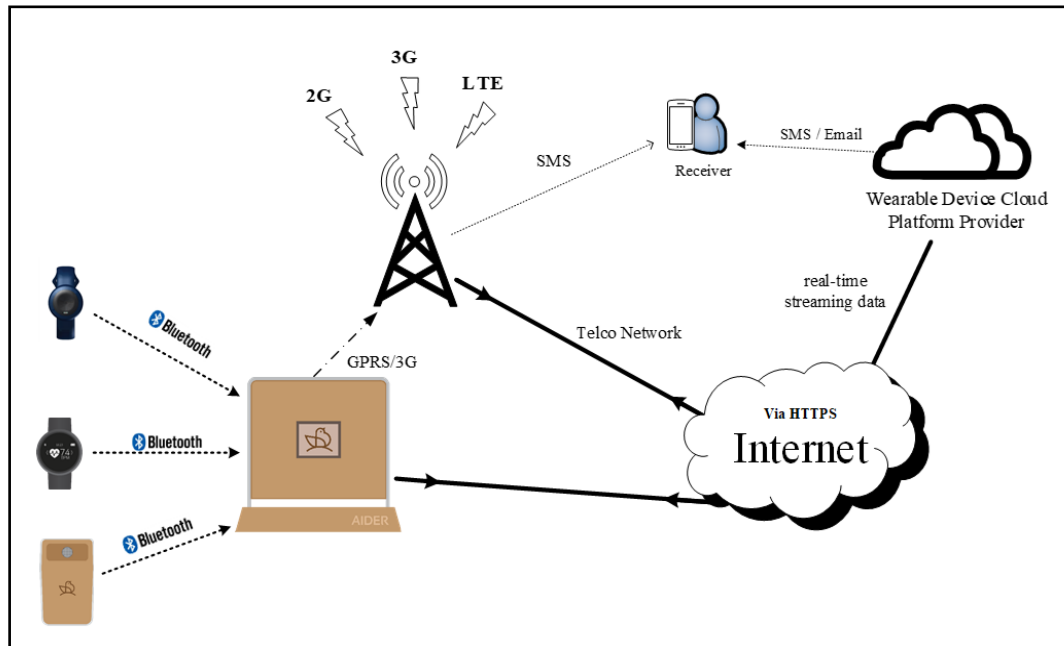 3G
2G
LTE
SMS
Receiver
SMS / Email
Wearable Device Cloud
Platform Provider
real-time
streaming data
Bluetooth
Telco Network
GPRS/3G
Via HTTPS
Internet
Bluetooth
74
AIDER
Bluetooth